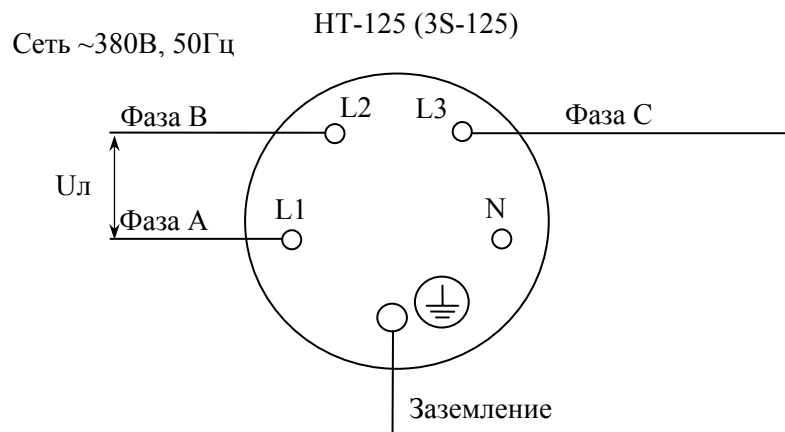 НТ-125 (3S-125)
Сеть ~380В, 50Гц
Фаза В
L2
L3
Фаза С
Uл
Фаза А
L1
N
Заземление